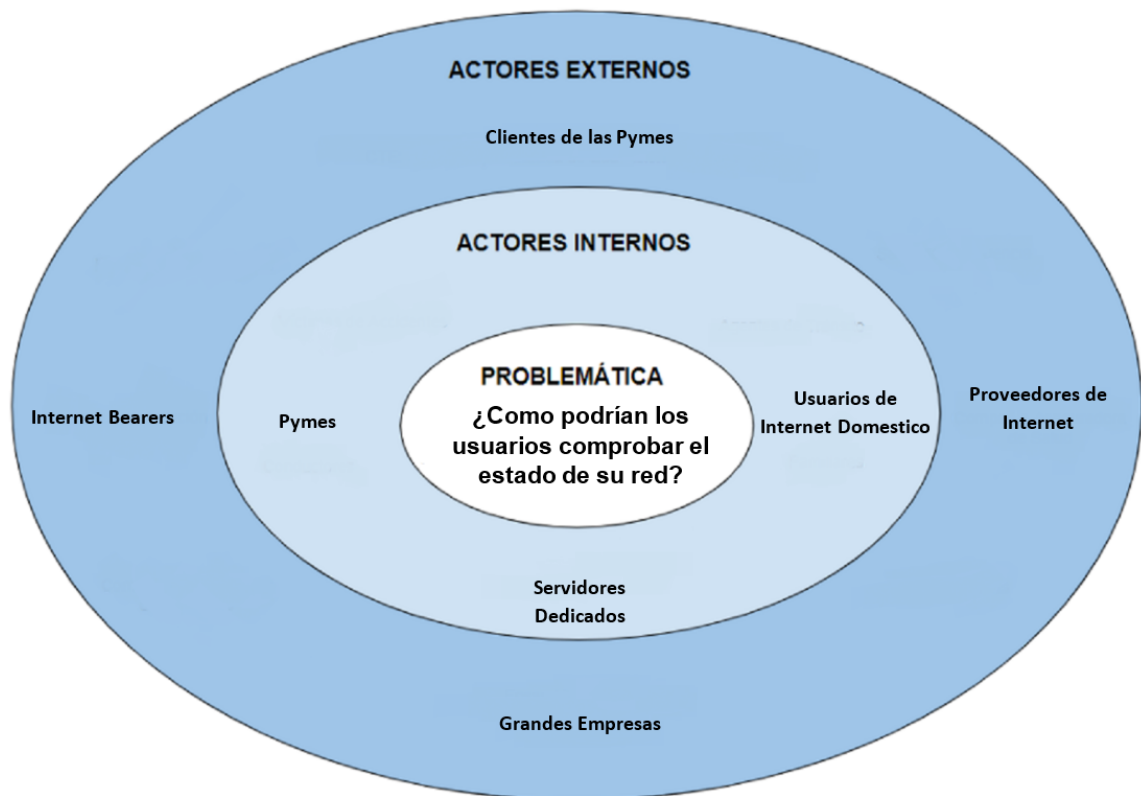 ACTORES EXTERNOS
Clientes de las Pymes
ACTORES INTERNOS
PROBLEMÁTICA
¿Como podrían los
usuarios comprobar el
estado de su red?
Internet Bearers
Pymes
Usuarios de
Internet Domestico
Proveedores de
Internet
Servidores
Dedicados
Grandes Empresas